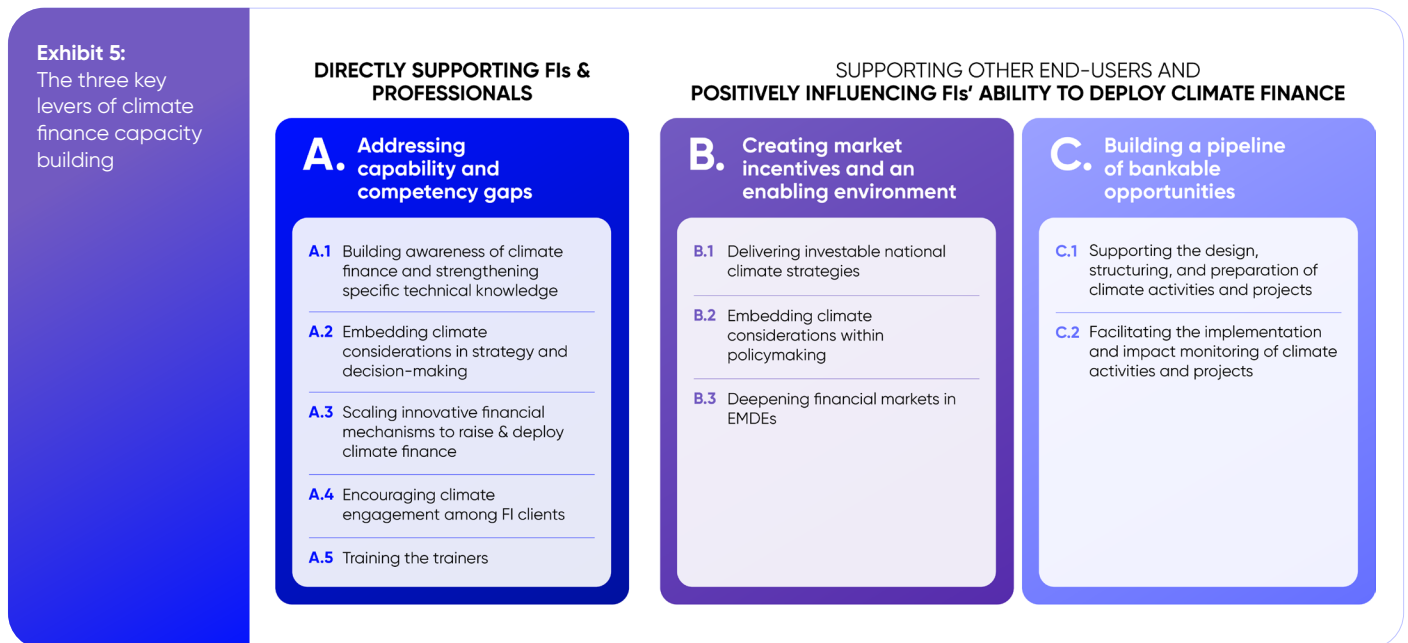 Exhibit 5:
The three key
levers of climate
finance capacity
building
DIRECTLY SUPPORTING FIs &
PROFESSIONALS
A. Addressing
capability and
competency gaps
A.1 Building awareness of climate
finance and strengthening
specific technical knowledge
A.2 Embedding climate
considerations in strategy and
decision-making
A.3 Scaling innovative financial
mechanisms to raise & deploy
climate finance
A.4 Encouraging climate
engagement among FI clients
A.5 Training the trainers
SUPPORTING OTHER END-USERS AND
POSITIVELY INFLUENCING FIs’ ABILITY TO DEPLOY CLIMATE FINANCE
B. Creating market
incentives and an
enabling environment
B.1 Delivering investable national
climate strategies
B.2 Embedding climate
considerations within
policymaking
B.3 Deepening financial markets in
EMDEs
C. Building a pipeline
of bankable
opportunities
C.1 Supporting the design,
structuring, and preparation of
climate activities and projects
C.2 Facilitating the implementation
and impact monitoring of climate
activities and projects